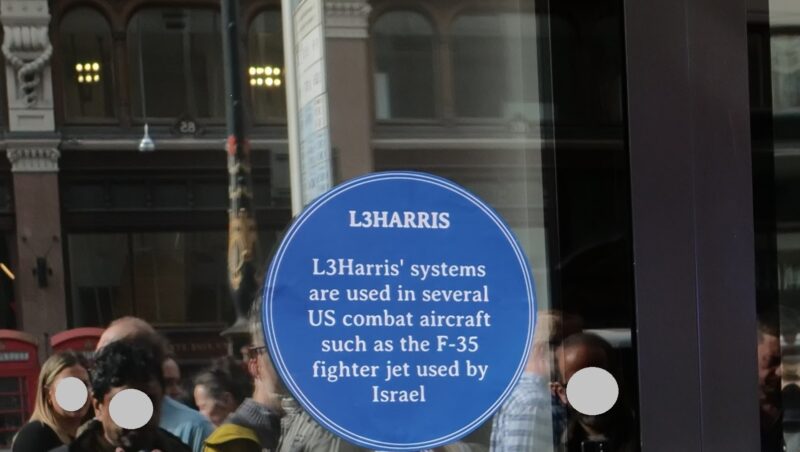 L3HARRIS
L3Harris' systems
are used in several
US combat aircraft
such as the F-35
fighter jet used by
Israel